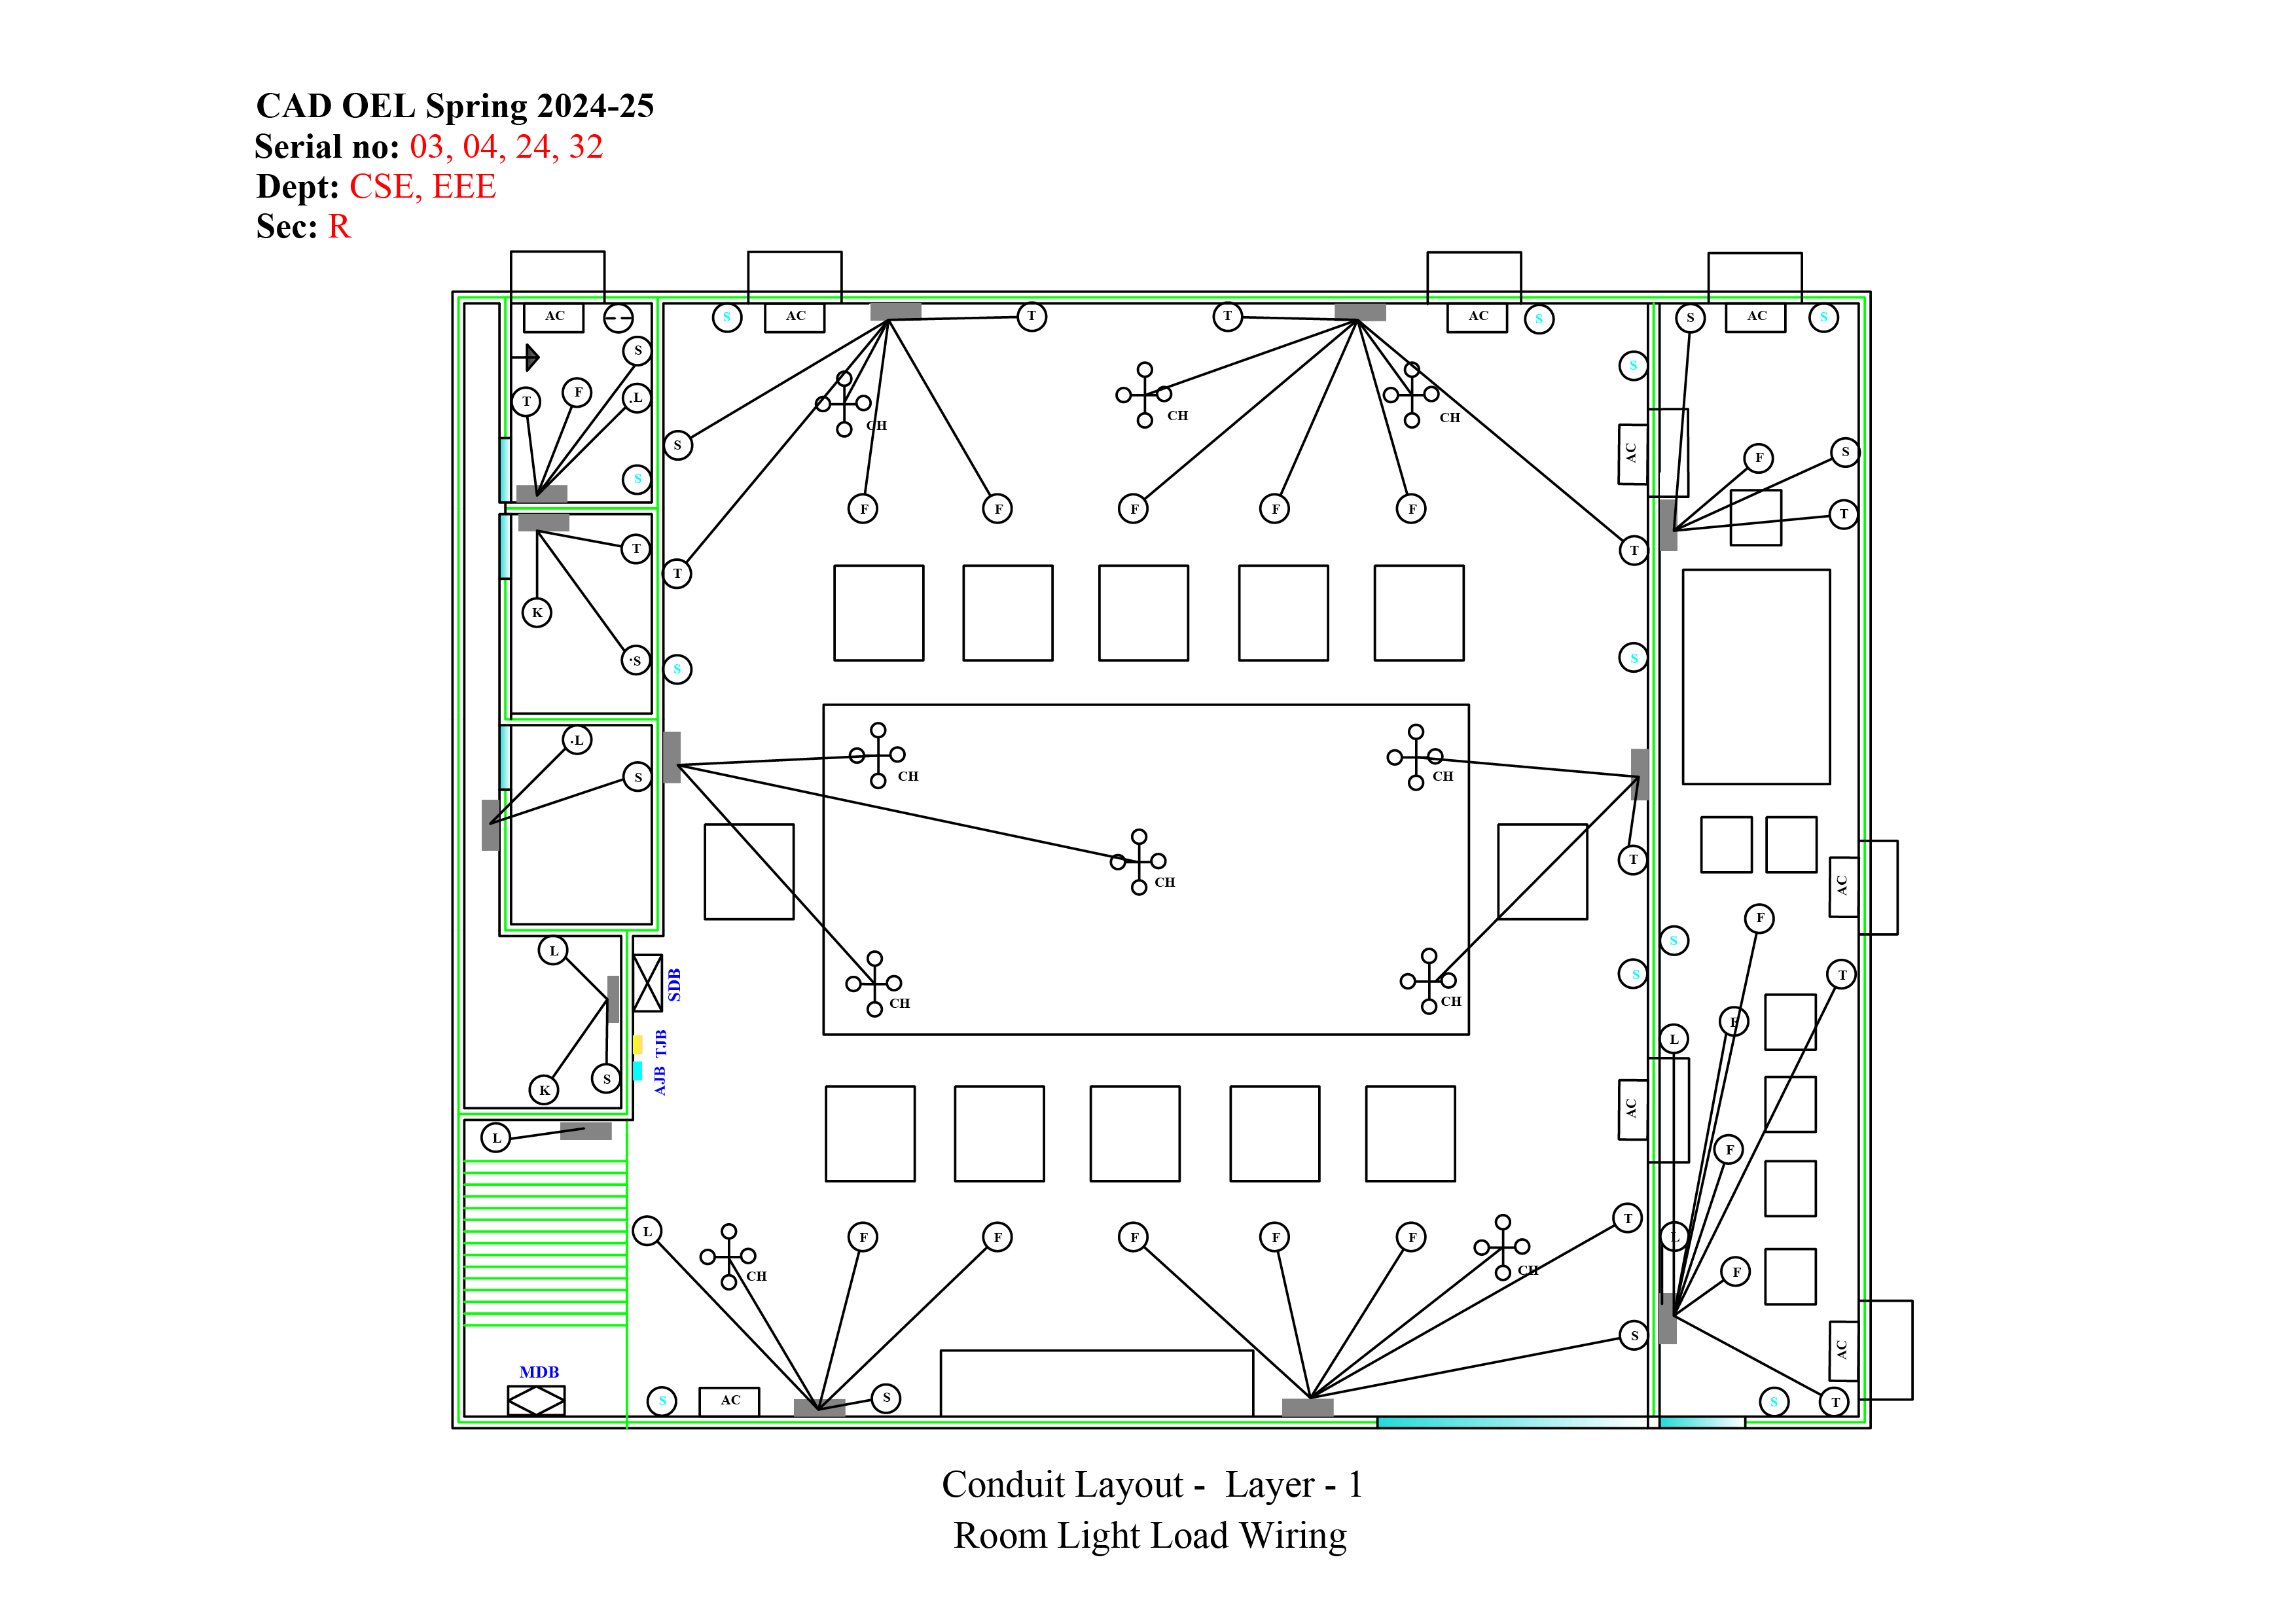 CAD OEL Spring 2024-25
Serial no: 03, 04, 24, 32
Dept: CSE, EEE
Sec: R
AC
S
AC
T
T
AC
S
S
AC
S
S
S
T
F
.L
CH
CH
CH
S
AC
F
S
S
S
F
F
F
F
F
T
T
T
T
K
.S
S
S
.L
S
CH
CH
T
CH
AC
F
L
SDB
CH
CH
S
S
T
TJB
AJB
K
S
F
L
AC
L
F
L
CH
F
F
F
F
F
CH
T
L
F
S
AC
MDB
S
AC
S
S
T
Conduit Layout - Layer - 1
Room Light Load Wiring